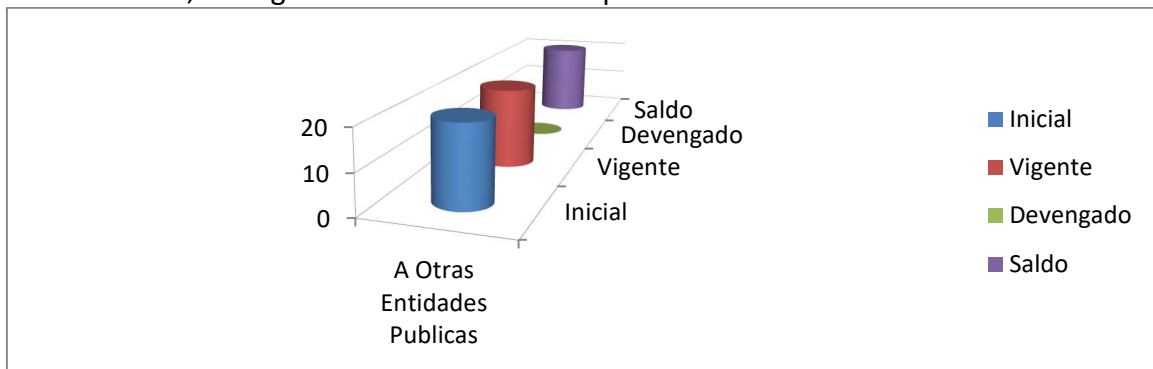 20
10
0
Saldo
Devengado
Vigente
Inicial
A Otras
Entidades
Publicas
Inicial
Vigente
Devengado
Saldo